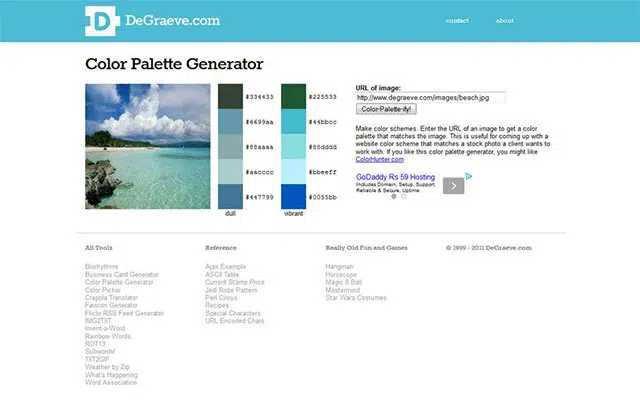 D DeGraeve.com
contact about
Color Palette Generator
#334433
#6699aa
#88aaaa
#aacccc
#447799
dull
#225533
#44bbcc
#88dddd
#bbeeff
#0055bb
vibrant
URL of image:
http://www.degraeve.com/images/beach.jpg
Color-Palette-ify!
Make color schemes. Enter the URL of an image to get a color
palette that matches the image. This is useful for coming up with a
website color scheme that matches a stock photo a client wants to
work with. If you like this color palette generator, you might like
ColorHunter.com
GoDaddy Rs 59 Hosting
Includes Domain, Setup, Support,
Reliable & Secure, Uptime
All Tools
Biorhythms
Business Card Generator
Color Palette Generator
Color Picker
Crapola Translator
Favicon Generator
Flickr RSS Feed Generator
IMG2TXT
Invent-a-Word
Rainbow Words
ROT13
Subwords!
TXT2GIF
Weather by Zip
What's Happening
Word Association
Reference
Ajax Example
ASCII Table
Current Stamp Price
Jedi Robe Pattern
Perl Circus
Recipes
Special Characters
URL Encoded Chars
Really Old Fun and Games
Hangman
Horoscope
Magic 8 Ball
Mastermind
Star Wars Costumes
© 1999 - 2011 DeGraeve.com